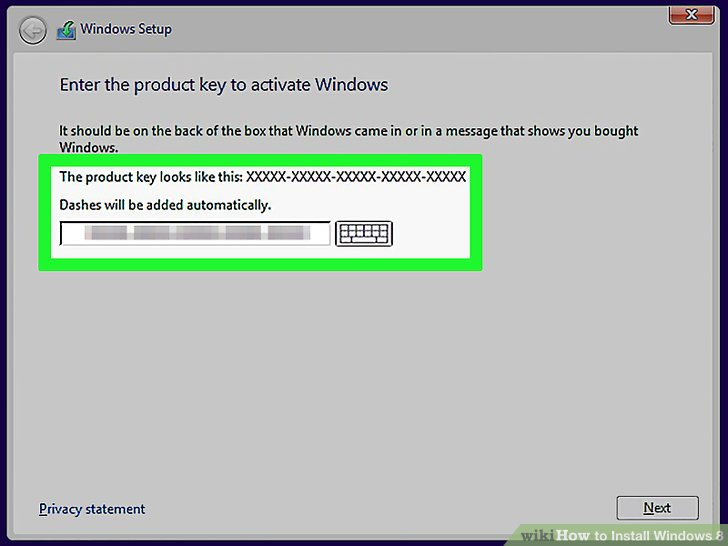 Windows Setup
Enter the product key to activate Windows
It should be on the back of the box that Windows came in or in a message that shows you bought
Windows.
The product key looks like this: XXXXX-XXXXX-XXXXX-XXXXX-XXXXX
Dashes will be added automatically.
Privacy statement
Next
wikiHow to Install Windows 8